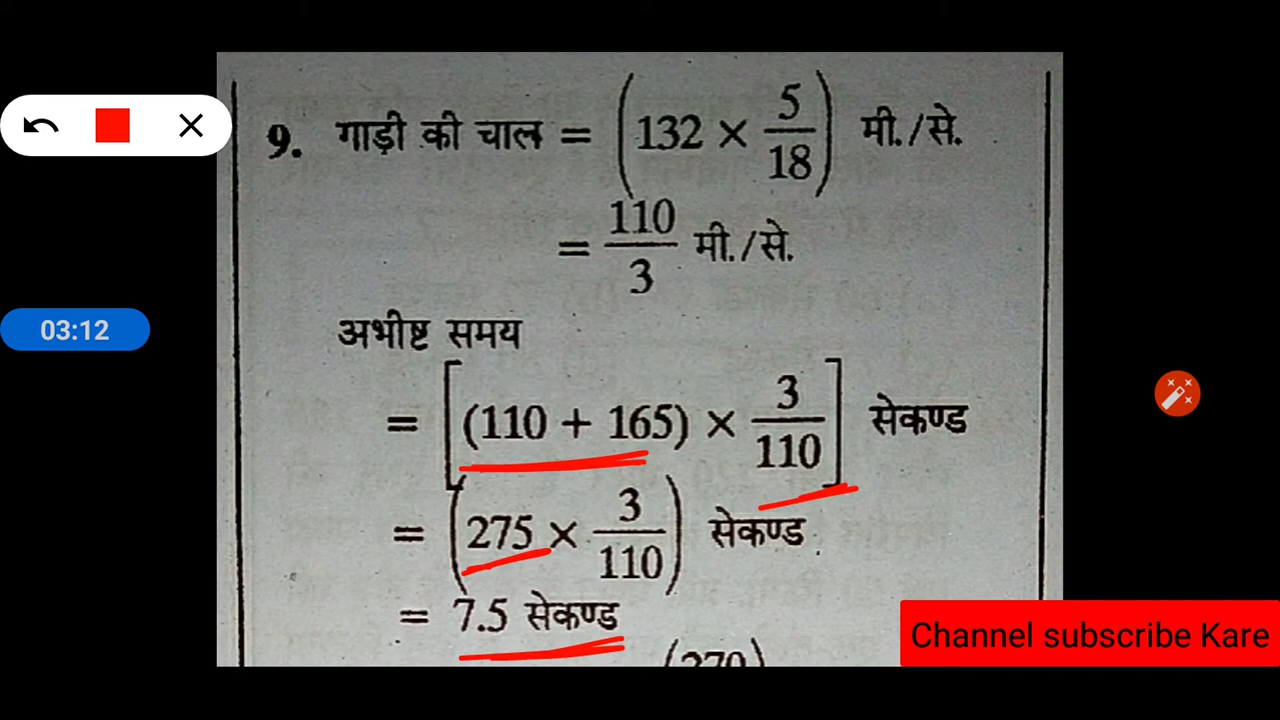 9. गाड़ी की चाल = (132 × 5/18) मी./से.
= 110/3 मी./से.
03:12
अभीष्ट समय
= [(110 + 165) × 3/110] सेकण्ड
= (275 × 3/110) सेकण्ड
= 7.5 सेकण्ड
Channel subscribe Kare
(270)